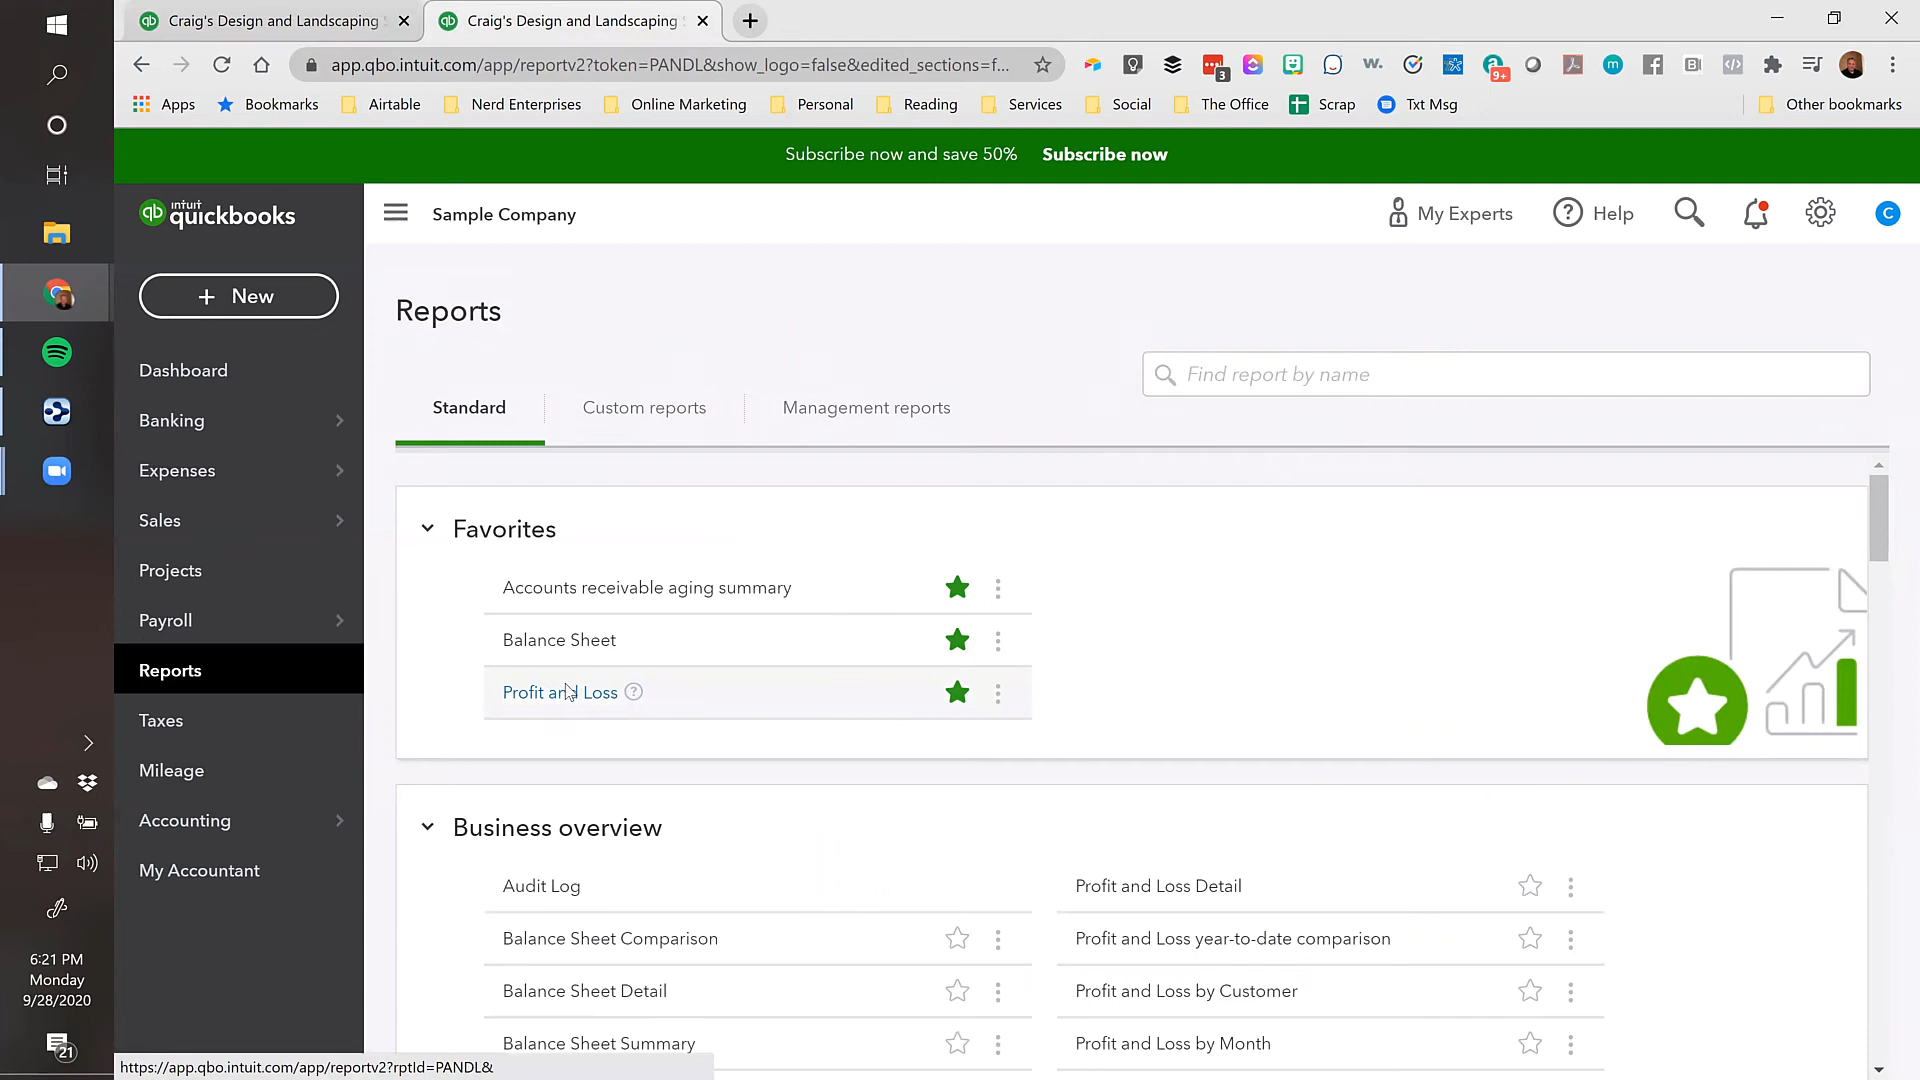 Craig's Design and Landscaping
Craig's Design and Landscaping
app.qbo.intuit.com/app/reportv2?token=PANDL&show_logo=false&edited_sections=f...
3
w.
9+
m
Apps
Bookmarks
Airtable
Nerd Enterprises
Online Marketing
Personal
Reading
Services
Social
The Office
Scrap
Txt Msg
Other bookmarks
Subscribe now and save 50% Subscribe now
qb intuit quickbooks
Sample Company
My Experts
Help
C
+ New
Dashboard
Banking
Expenses
Sales
Projects
Payroll
Reports
Taxes
Mileage
Accounting
My Accountant
Reports
Find report by name
Standard
Custom reports
Management reports
Favorites
Accounts receivable aging summary
Balance Sheet
Profit and Loss
Business overview
Audit Log
Profit and Loss Detail
Balance Sheet Comparison
Profit and Loss year-to-date comparison
Balance Sheet Detail
Profit and Loss by Customer
Balance Sheet Summary
Profit and Loss by Month
6:21 PM
Monday
9/28/2020
21
https://app.qbo.intuit.com/app/reportv2?rptId=PANDL&